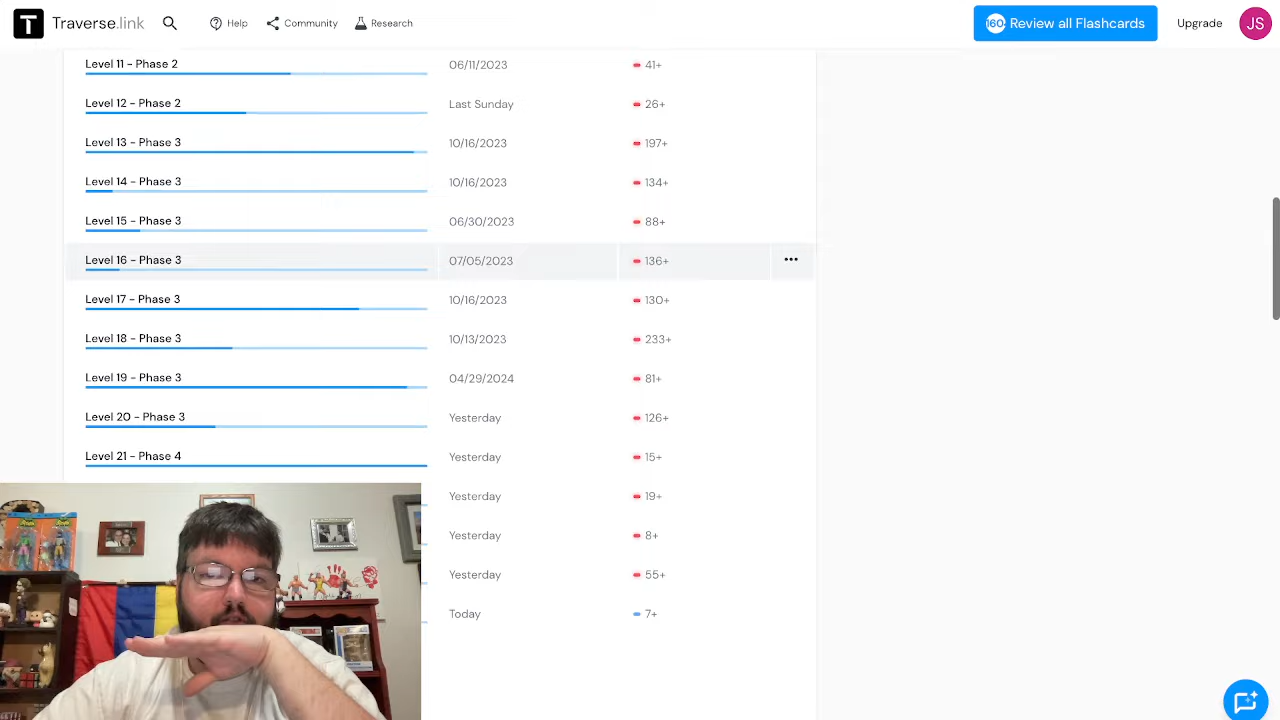 T Traverse.link Help Community Research 160 Review all Flashcards Upgrade JS
Level 11 - Phase 2 06/11/2023 41+
Level 12 - Phase 2 Last Sunday 26+
Level 13 - Phase 3 10/16/2023 197+
Level 14 - Phase 3 10/16/2023 134+
Level 15 - Phase 3 06/30/2023 88+
Level 16 - Phase 3 07/05/2023 136+ •••
Level 17 - Phase 3 10/16/2023 130+
Level 18 - Phase 3 10/13/2023 233+
Level 19 - Phase 3 04/29/2024 81+
Level 20 - Phase 3 Yesterday 126+
Level 21 - Phase 4 Yesterday 15+
Yesterday 19+
Yesterday 8+
Yesterday 55+
Today 7+